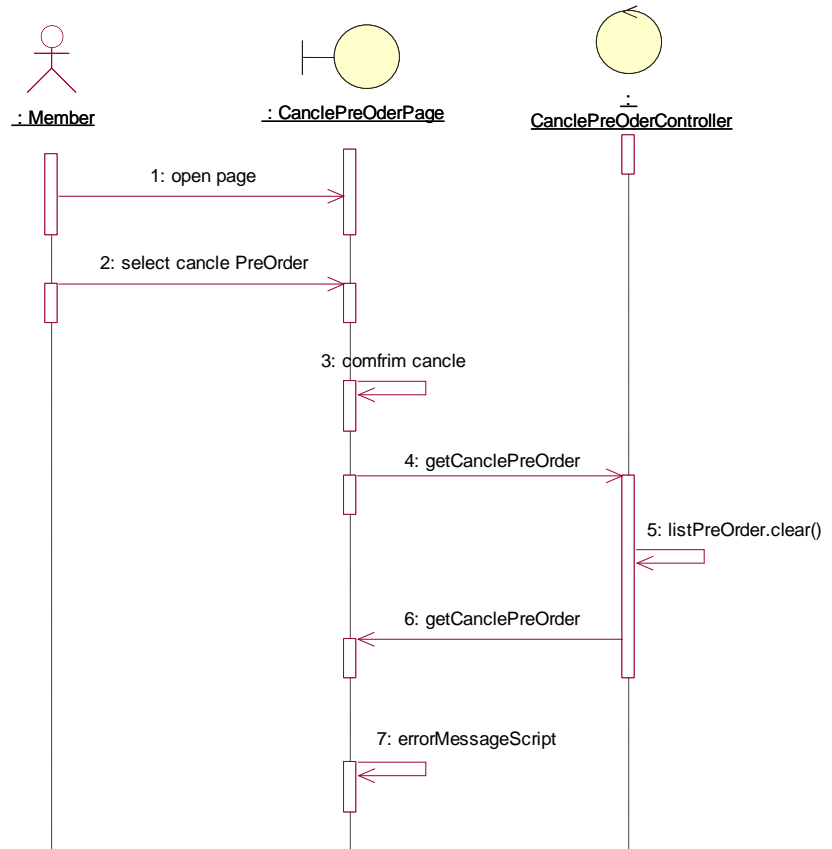 : Member
: CanclePreOderPage
:
CanclePreOderController
1: open page
2: select cancle PreOrder
3: comfrim cancle
4: getCanclePreOrder
5: listPreOrder.clear()
6: getCanclePreOrder
7: errorMessageScript